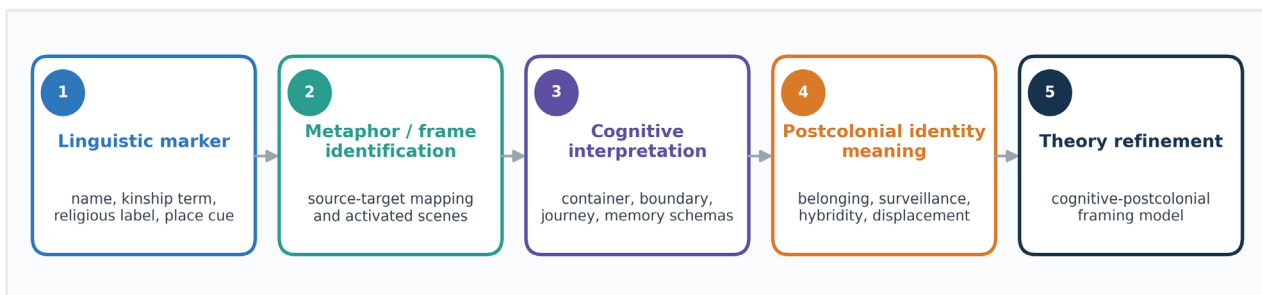 1
Linguistic marker
name, kinship term,
religious label, place cue
2
Metaphor / frame
identification
source-target mapping
and activated scenes
3
Cognitive
interpretation
container, boundary,
journey, memory schemas
4
Postcolonial identity
meaning
belonging, surveillance,
hybridity, displacement
5
Theory refinement
cognitive-postcolonial
framing model